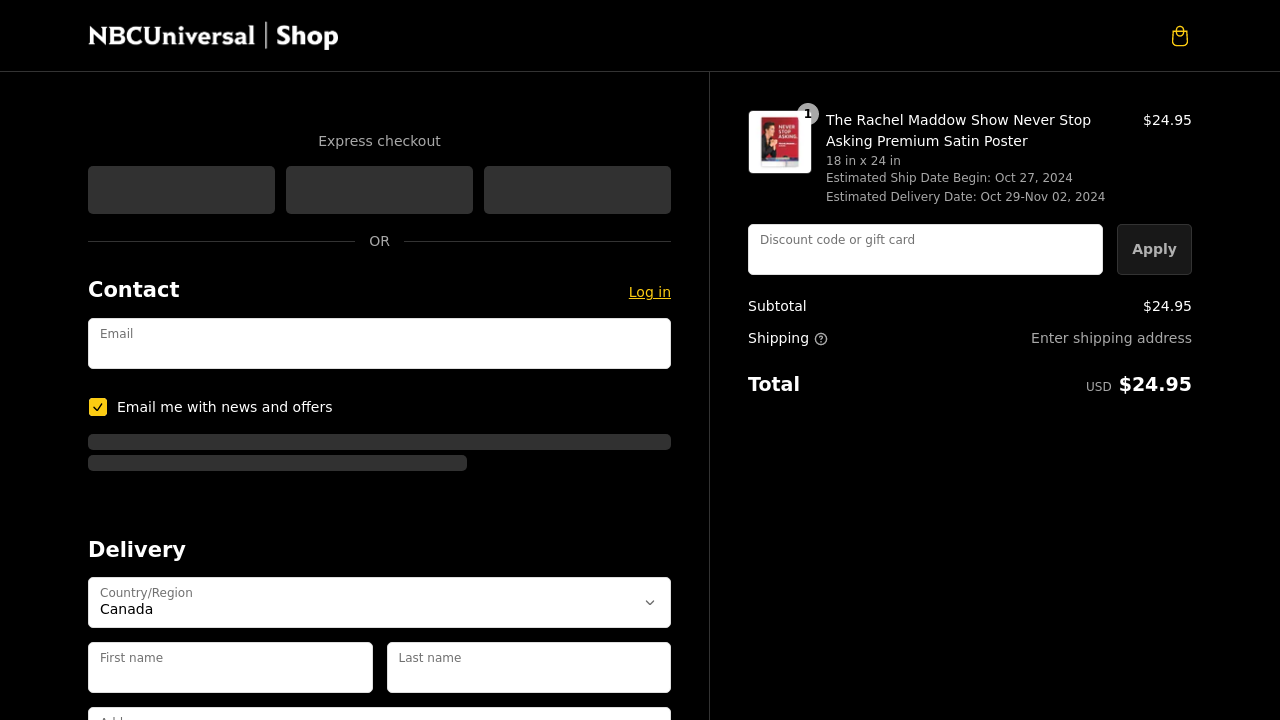 NBCUniversal | Shop
Express checkout
OR
Contact
Log in
Email
Email me with news and offers
Delivery
Country/Region
Canada
First name
Last name
1
NEVER
STOP
ASKING.
The Rachel Maddow Show Never Stop
Asking Premium Satin Poster
$24.95
18 in x 24 in
Estimated Ship Date Begin: Oct 27, 2024
Estimated Delivery Date: Oct 29-Nov 02, 2024
Discount code or gift card
Apply
Subtotal
$24.95
Shipping
Enter shipping address
Total
USD $24.95